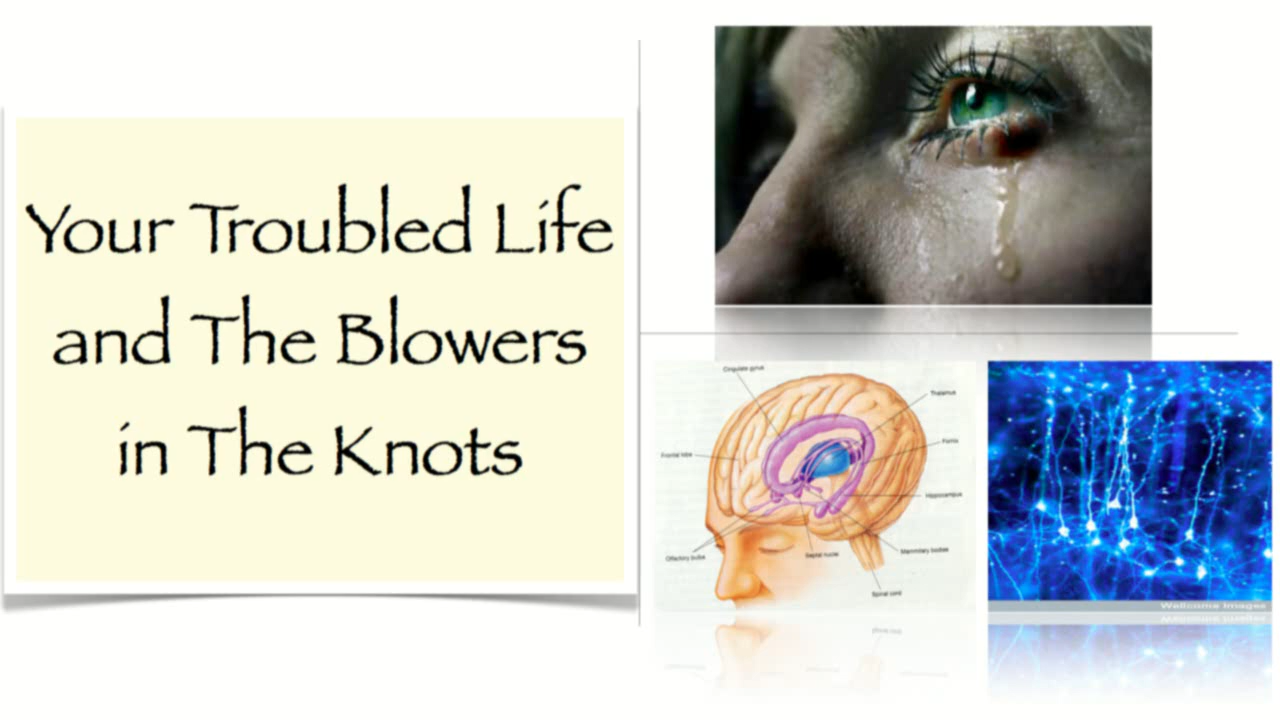 Your Troubled Life
and The Blowers
in The Knots
Cingulate gyrus
Thalamus
Fornix
Frontal lobe
Hippocampus
Olfactory bulbs
Septal nuclei
Mammillary bodies
Spinal cord
Wellcome Images